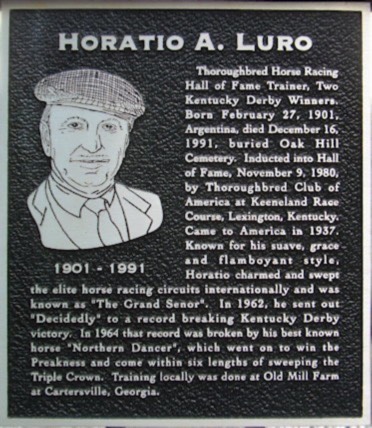 HORATIO A. LURO
Thoroughbred Horse Racing
Hall of Fame Trainer, Two
Kentucky Derby Winners.
Born February 27, 1901,
Argentina, died December 16,
1991, buried Oak Hill
Cemetery. Inducted into Hall
of Fame, November 9, 1980,
by Thoroughbred Club of
America at Keeneland Race
Course, Lexington, Kentucky.
Came to America in 1937.
Known for his suave, grace
and flamboyant style,
Horatio charmed and swept
1901 - 1991
the elite horse racing circuits internationally and was
known as "The Grand Senor". In 1962, he sent out
"Decidedly" to a record breaking Kentucky Derby
victory. In 1964 that record was broken by his best known
horse "Northern Dancer", which went on to win the
Preakness and come within six lengths of sweeping the
Triple Crown. Training locally was done at Old Mill Farm
at Cartersville, Georgia.